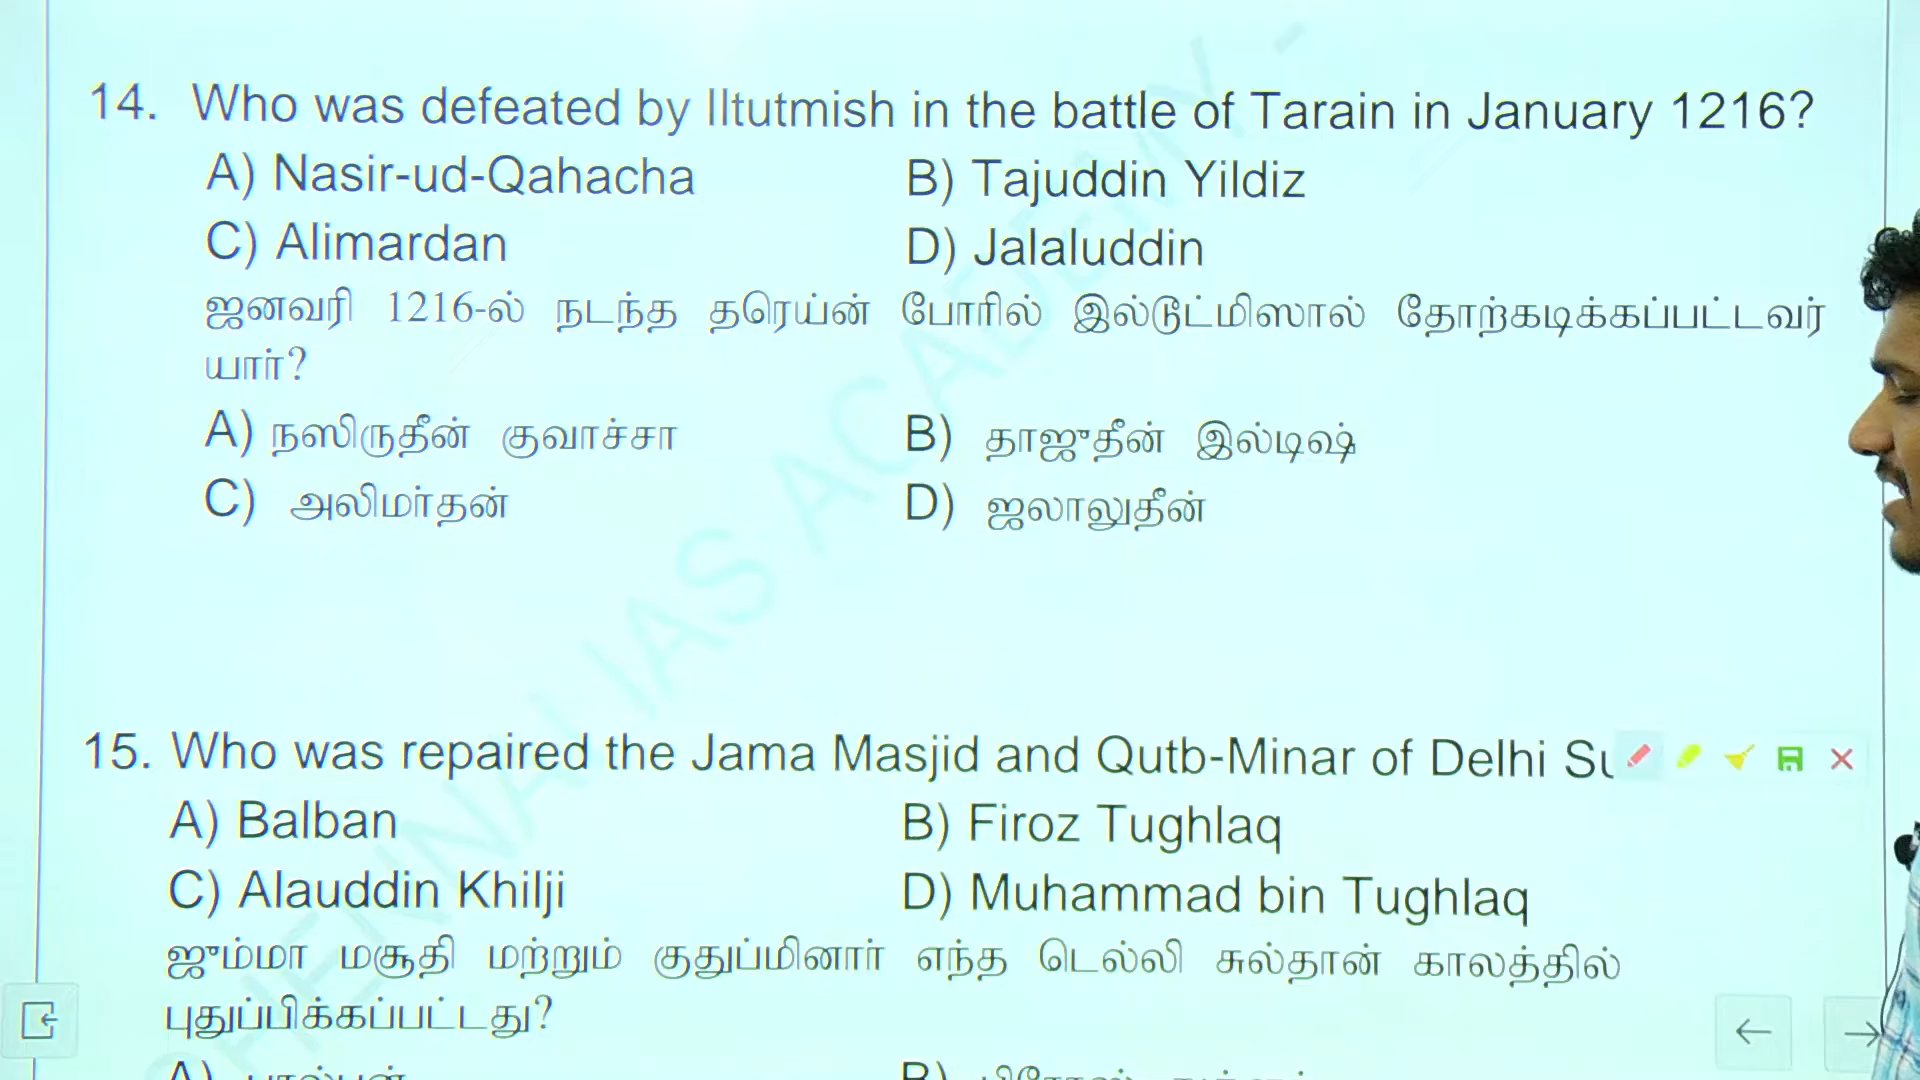 14. Who was defeated by Iltutmish in the battle of Tarain in January 1216?
A) Nasir-ud-Qahacha B) Tajuddin Yildiz
C) Alimardan D) Jalaluddin
ஜனவரி 1216-ல் நடந்த தரெய்ன் போரில் இல்டூட்மிஸால் தோற்கடிக்கப்பட்டவர்
யார்?
A) நஸிருதீன் குவாச்சா B) தாஜுதீன் இல்டிஷ்
C) அலிமர்தன் D) ஜலாலுதீன்
CHENNAI IAS ACADEMY -
15. Who was repaired the Jama Masjid and Qutb-Minar of Delhi
A) Balban B) Firoz Tughlaq
C) Alauddin Khilji D) Muhammad bin Tughlaq
ஜும்மா மசூதி மற்றும் குதுப்மினார் எந்த டெல்லி சுல்தான் காலத்தில்
புதுப்பிக்கப்பட்டது?
A) B)